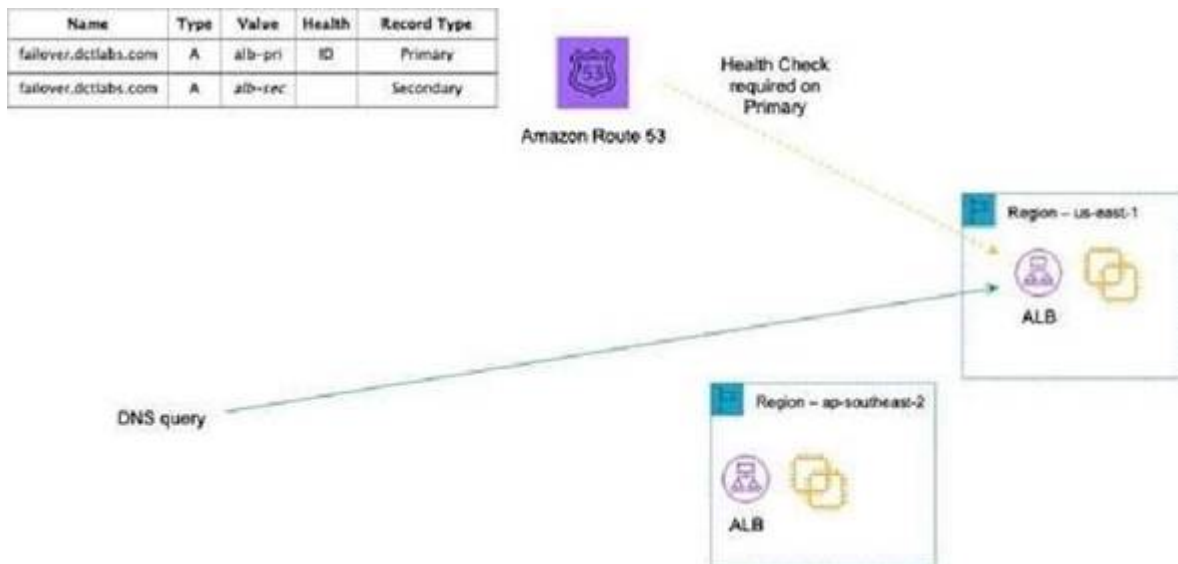 Name Type Value Health Record Type
failover.dctlabs.com A alb-pri ID Primary
failover.dctlabs.com A alb-sec Secondary
53
Amazon Route 53
Health Check
required on
Primary
Region – us-east-1
ALB
DNS query
Region – ap-southeast-2
ALB